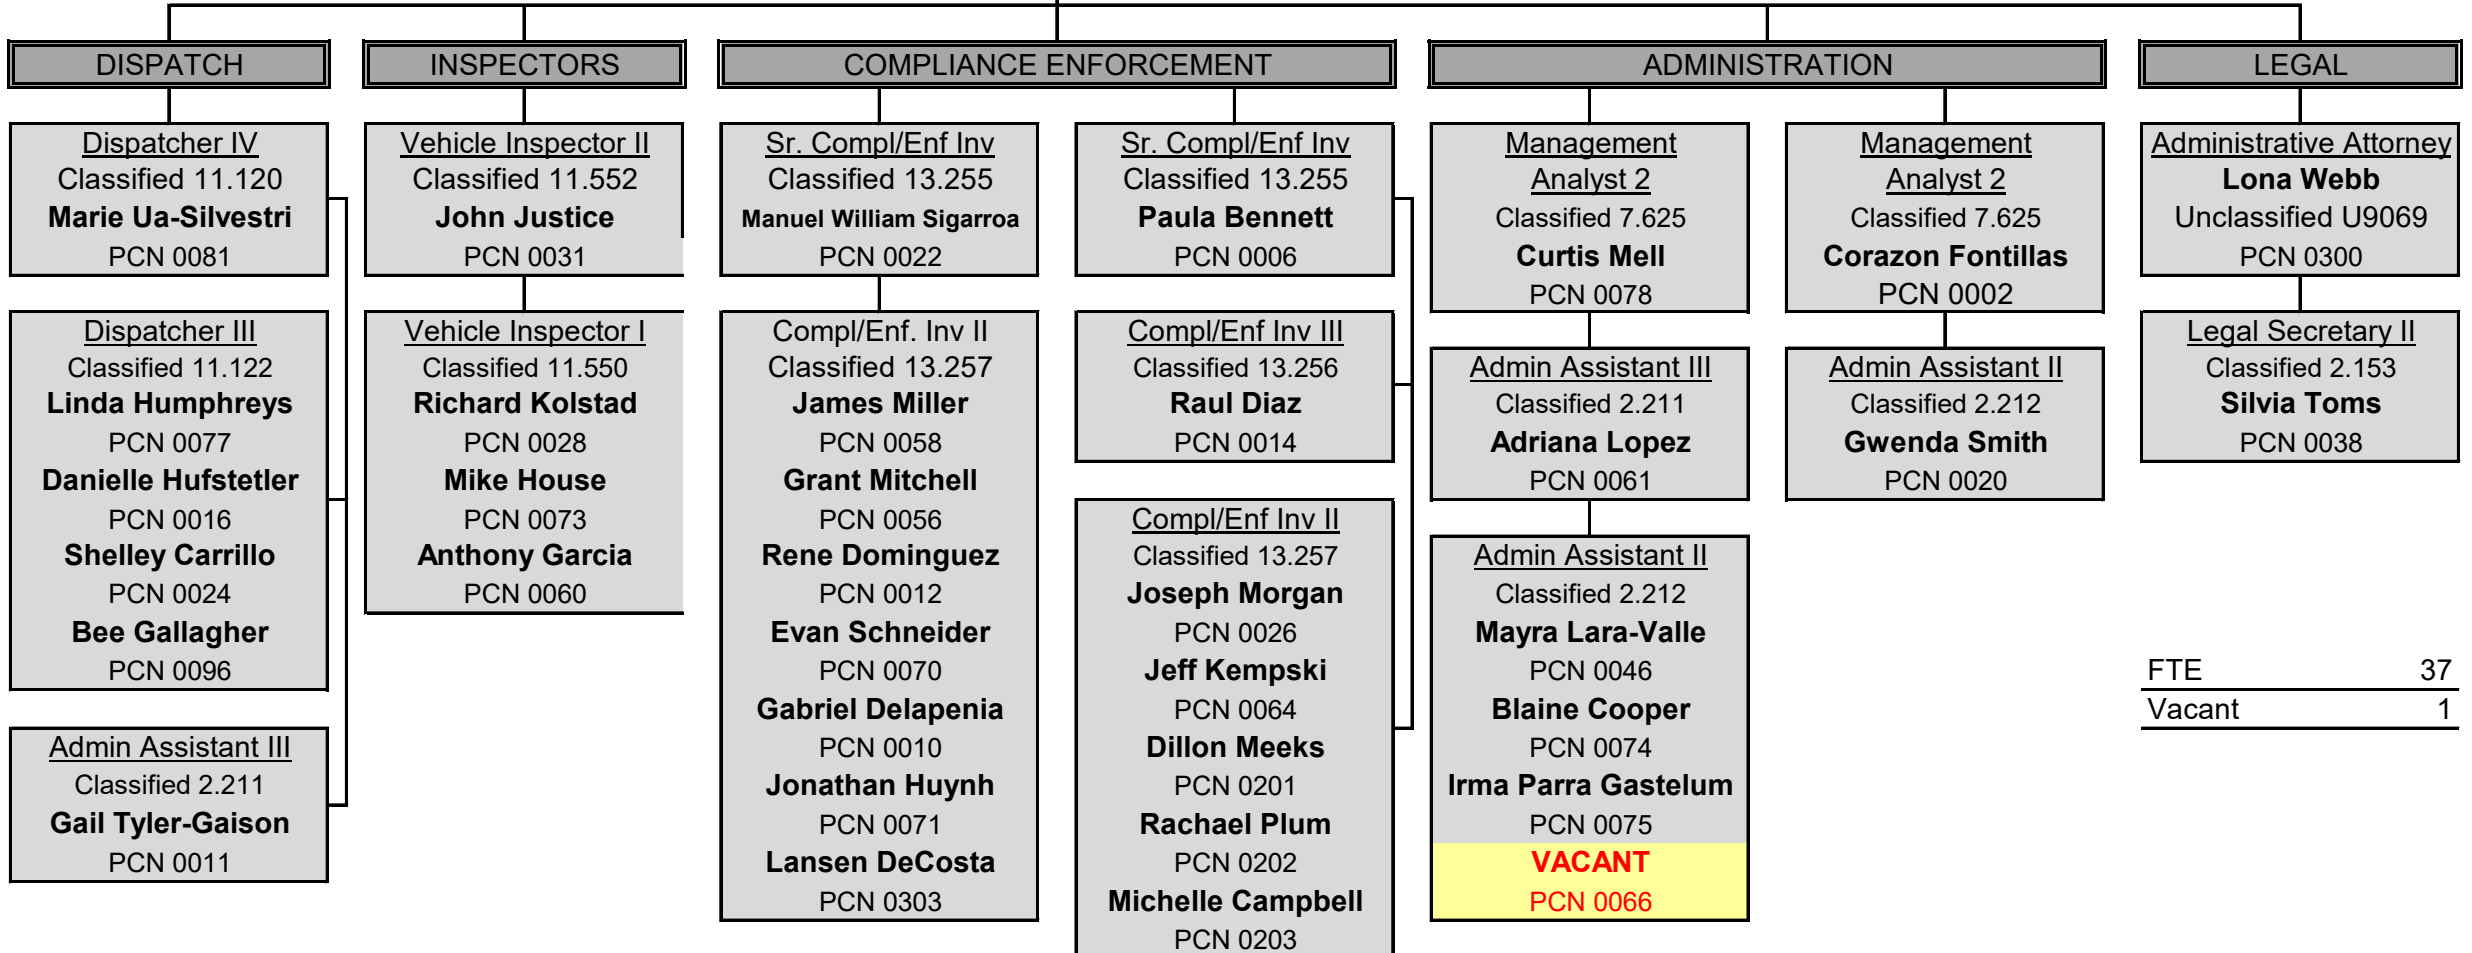 DISPATCH
Dispatcher IV
Classified 11.120
Marie Ua-Silvestri
PCN 0081
Dispatcher III
Classified 11.122
Linda Humphreys
PCN 0077
Danielle Hufstetler
PCN 0016
Shelley Carrillo
PCN 0024
Bee Gallagher
PCN 0096
Admin Assistant III
Classified 2.211
Gail Tyler-Gaison
PCN 0011
INSPECTORS
Vehicle Inspector II
Classified 11.552
John Justice
PCN 0031
Vehicle Inspector I
Classified 11.550
Richard Kolstad
PCN 0028
Mike House
PCN 0073
Anthony Garcia
PCN 0060
COMPLIANCE ENFORCEMENT
Sr. Compl/Enf Inv
Classified 13.255
Manuel William Sigarroa
PCN 0022
Compl/Enf. Inv II
Classified 13.257
James Miller
PCN 0058
Grant Mitchell
PCN 0056
Rene Dominguez
PCN 0012
Evan Schneider
PCN 0070
Gabriel Delapenia
PCN 0010
Jonathan Huynh
PCN 0071
Lansen DeCosta
PCN 0303
Sr. Compl/Enf Inv
Classified 13.255
Paula Bennett
PCN 0006
Compl/Enf Inv III
Classified 13.256
Raul Diaz
PCN 0014
Compl/Enf Inv II
Classified 13.257
Joseph Morgan
PCN 0026
Jeff Kempski
PCN 0064
Dillon Meeks
PCN 0201
Rachael Plum
PCN 0202
Michelle Campbell
PCN 0203
ADMINISTRATION
Management
Analyst 2
Classified 7.625
Curtis Mell
PCN 0078
Admin Assistant III
Classified 2.211
Adriana Lopez
PCN 0061
Admin Assistant II
Classified 2.212
Mayra Lara-Valle
PCN 0046
Blaine Cooper
PCN 0074
Irma Parra Gastelum
PCN 0075
VACANT
PCN 0066
Management
Analyst 2
Classified 7.625
Corazon Fontillas
PCN 0002
Admin Assistant II
Classified 2.212
Gwenda Smith
PCN 0020
LEGAL
Administrative Attorney
Lona Webb
Unclassified U9069
PCN 0300
Legal Secretary II
Classified 2.153
Silvia Toms
PCN 0038
FTE 37
Vacant 1